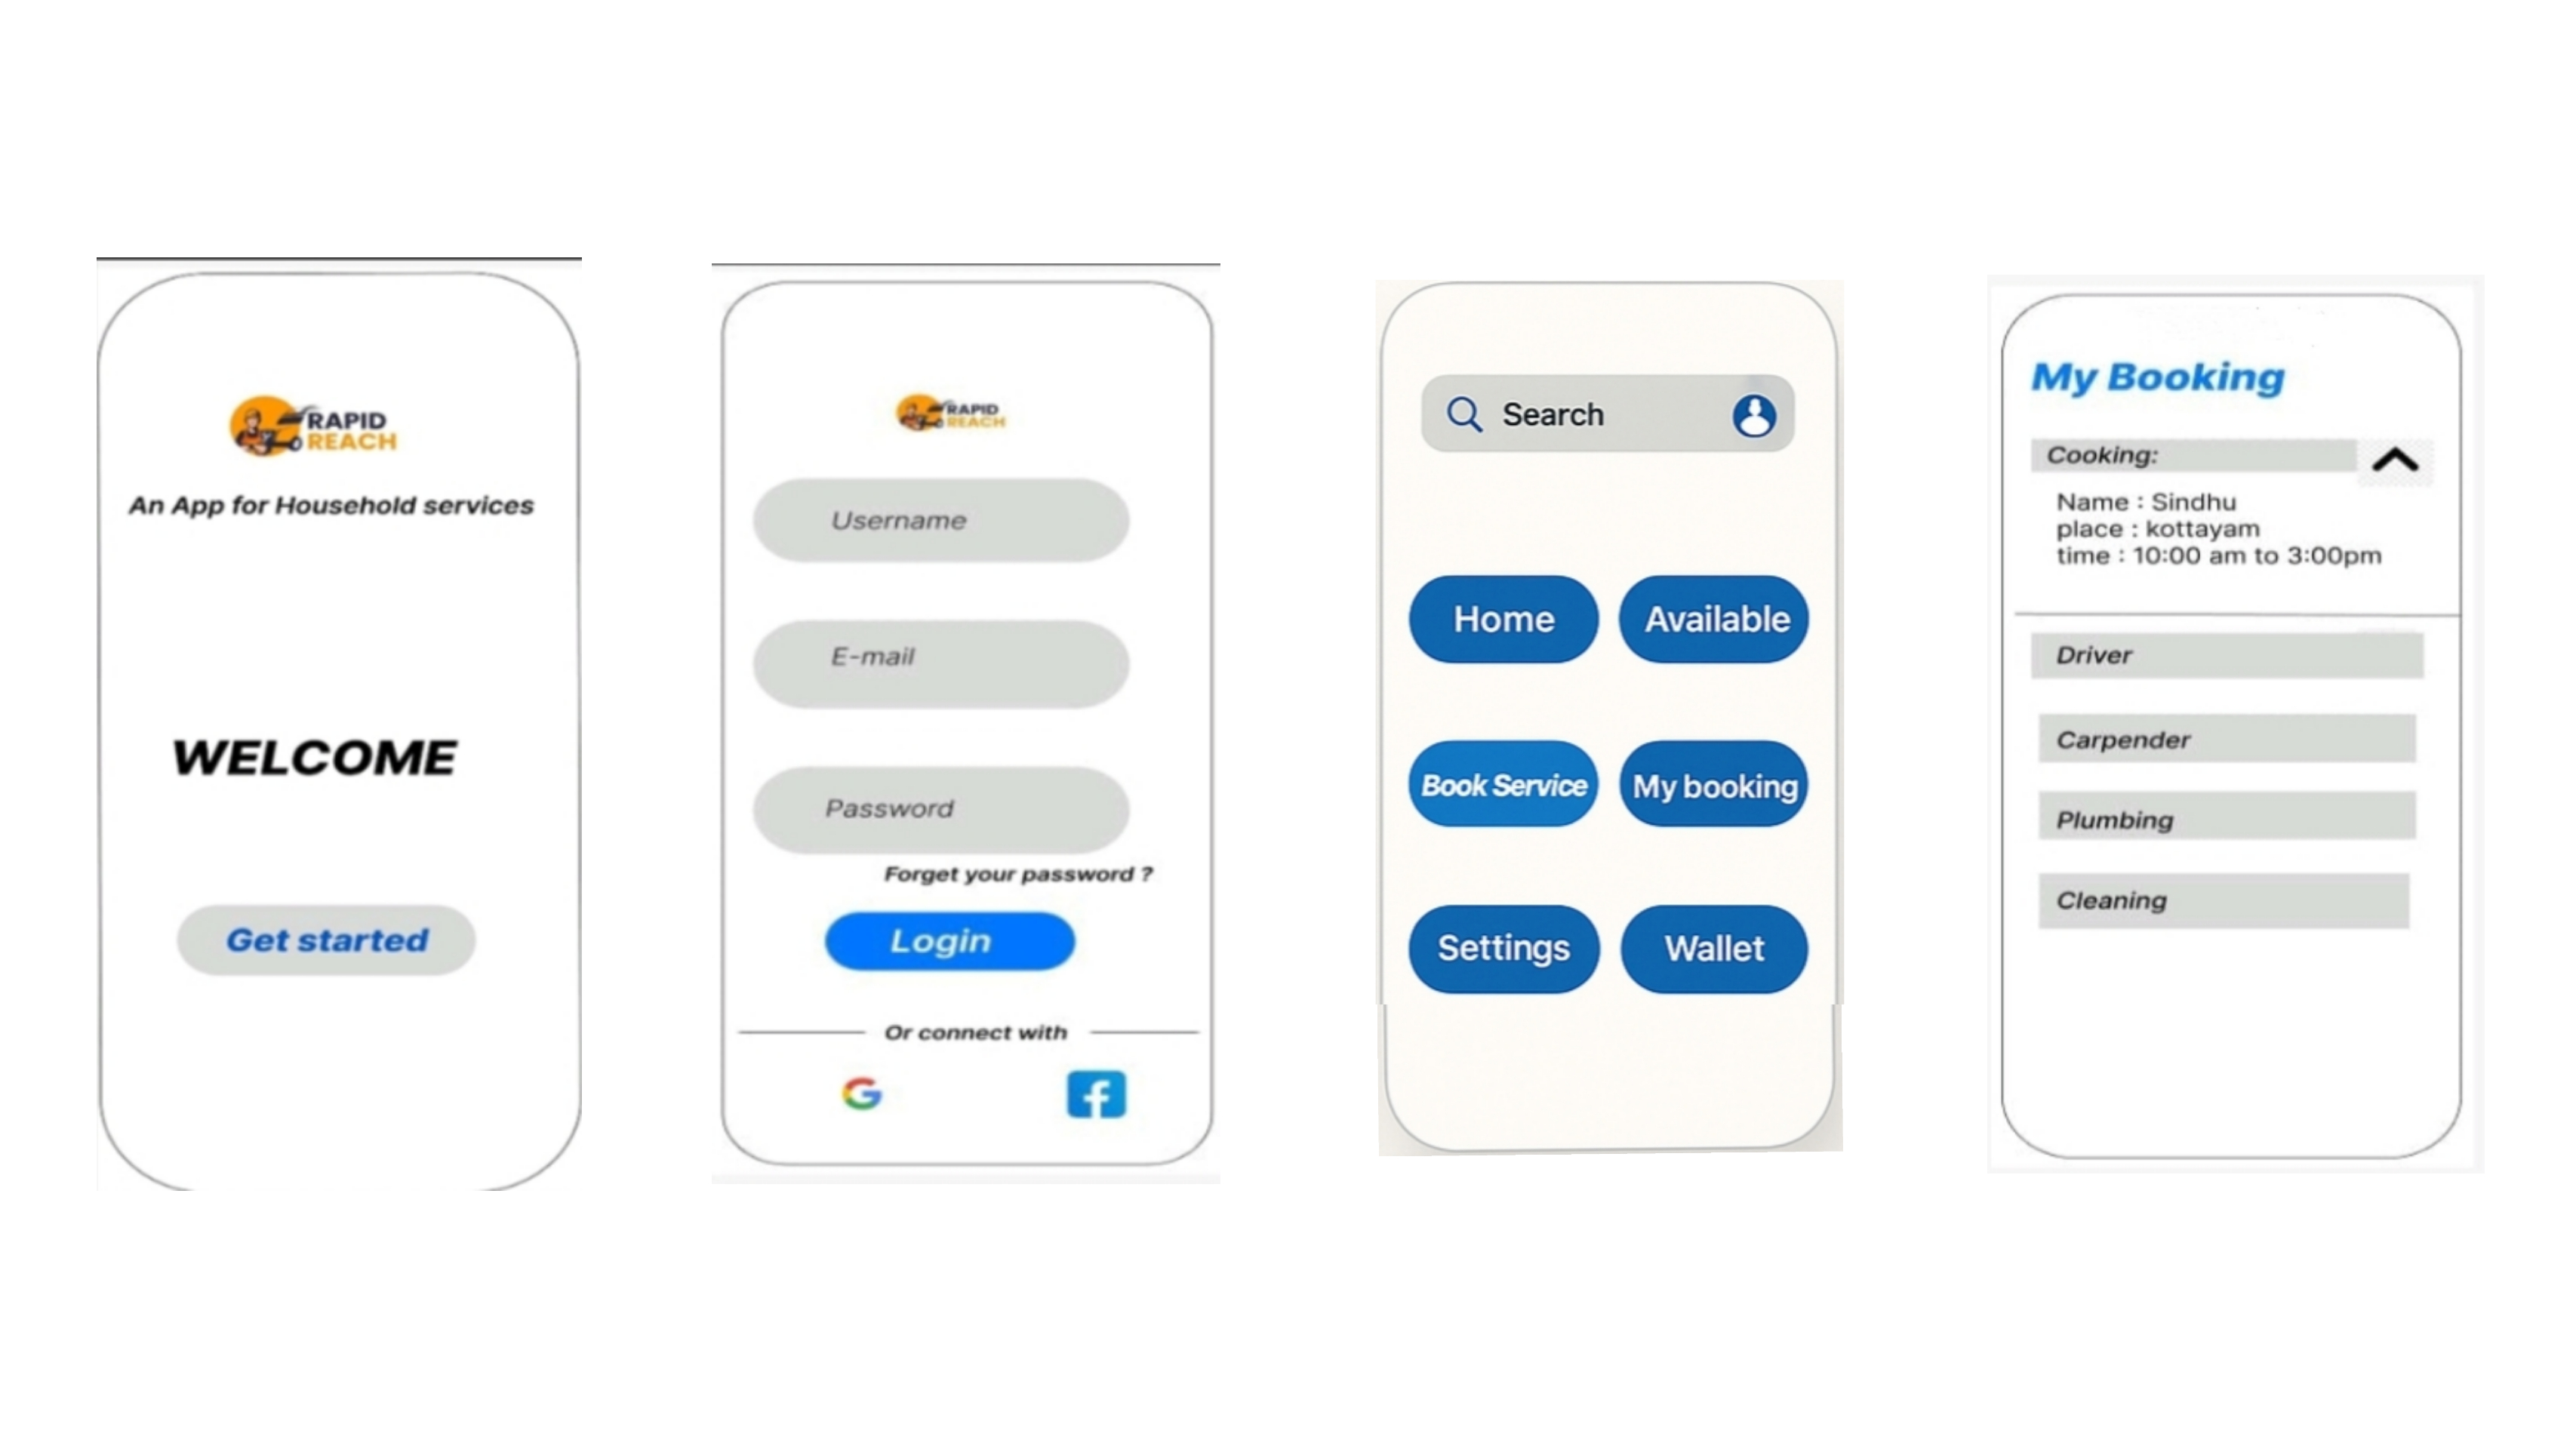 RAPID
REACH
An App for Household services
WELCOME
Get started
RAPID
REACH
Username
E-mail
Password
Forget your password ?
Login
Or connect with
G
f
Search
Home
Available
Book Service
My booking
Settings
Wallet
My Booking
Cooking:
Name : Sindhu
place : kottayam
time : 10:00 am to 3:00pm
Driver
Carpender
Plumbing
Cleaning